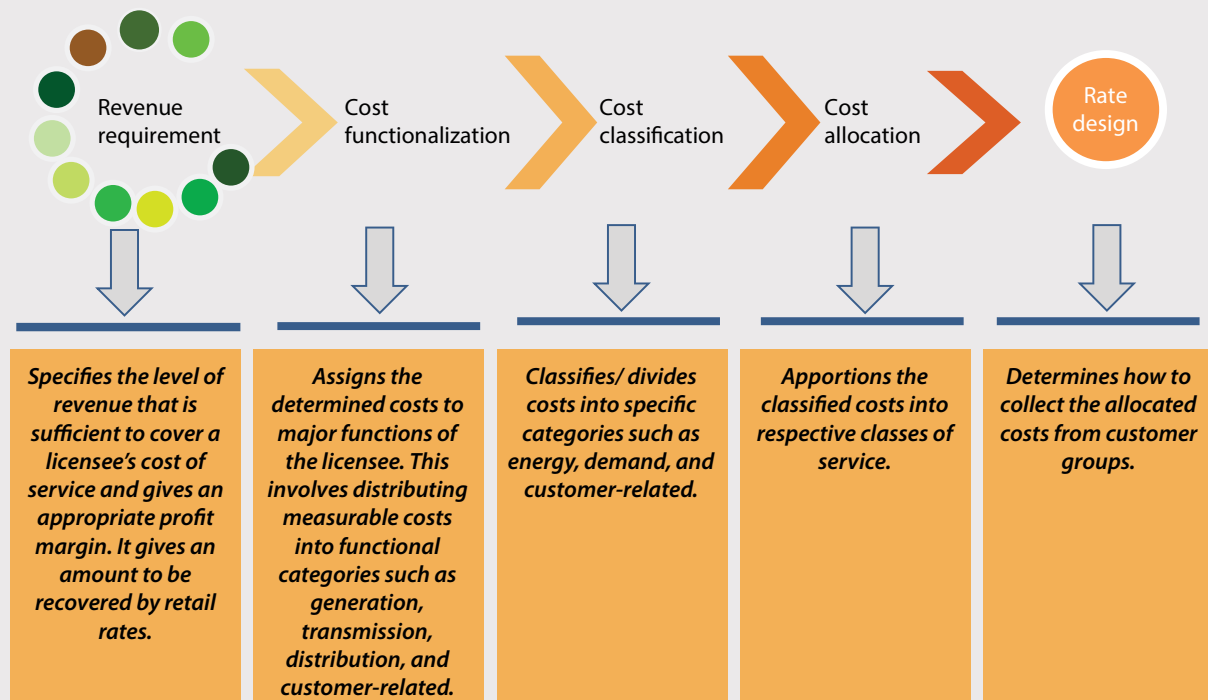 Revenue
requirement
Cost
functionalization
Cost
classification
Cost
allocation
Rate
design
Specifies the level of
revenue that is
sufficient to cover a
licensee's cost of
service and gives an
appropriate profit
margin. It gives an
amount to be
recovered by retail
rates.
Assigns the
determined costs to
major functions of
the licensee. This
involves distributing
measurable costs
into functional
categories such as
generation,
transmission,
distribution, and
customer-related.
Classifies/ divides
costs into specific
categories such as
energy, demand, and
customer-related.
Apportions the
classified costs into
respective classes of
service.
Determines how to
collect the allocated
costs from customer
groups.